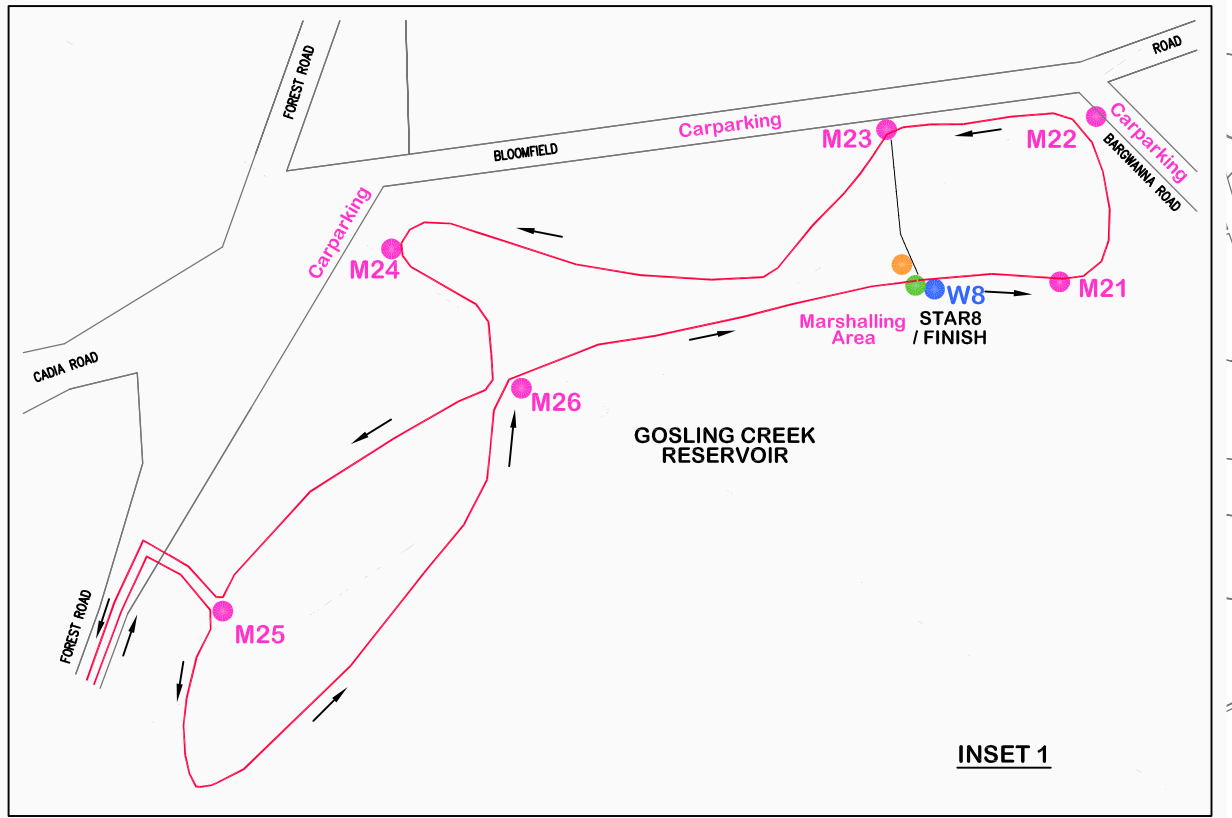 ROAD
FOREST ROAD
Carparking
Carparking
M23
M22
BLOOMFIELD
BARGWANNA ROAD
Carparking
M24
M21
W8
Marshalling
Area
STAR8
/ FINISH
CADIA ROAD
M26
GOSLING CREEK
RESERVOIR
FOREST ROAD
M25
INSET 1